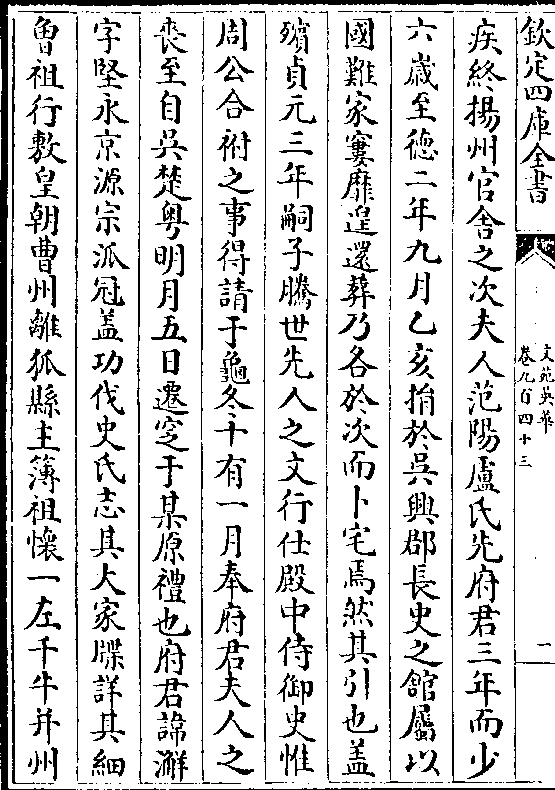 欽定四庫全書
文苑英華
卷九百四十三
二
疾終揚州官舎之次夫人范陽盧氏先府君三年而少
六歳至德二年九月乙亥捐於呉興郡長史之館屬以
國難家窶靡遑還葬乃各於次而卜宅焉然其引也葢
殯貞元三年嗣子騰世先人之文行仕殿中侍御史惟
周公合祔之事得請于龜冬十有一月奉府君夫人之
喪至自呉楚粤明月五日遷窆于某原禮也府君諱澥
字堅永京源宗派冠葢功伐史氏志其大家牒詳其細
魯祖行敷皇朝曹州離狐縣主簿祖懐一左千牛并州